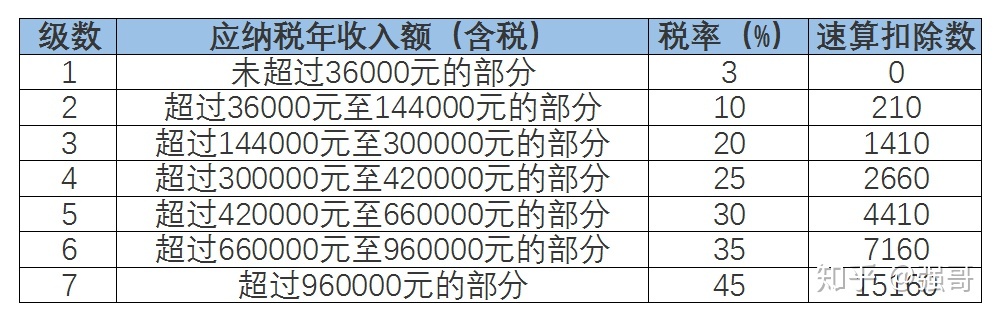 级数 应纳税年收入额（含税） 税率（%） 速算扣除数
1 未超过36000元的部分 3 0
2 超过36000元至144000元的部分 10 210
3 超过144000元至300000元的部分 20 1410
4 超过300000元至420000元的部分 25 2660
5 超过420000元至660000元的部分 30 4410
6 超过660000元至960000元的部分 35 7160
7 超过960000元的部分 45 15160
知乎 @强哥